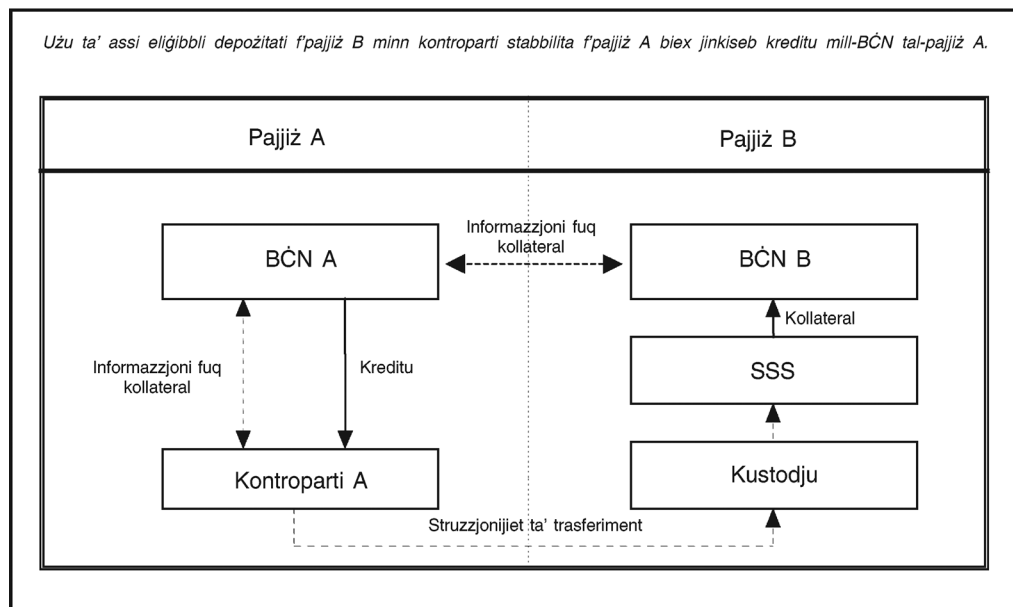 Użu ta' assi eliġibbli depożitati f'pajjiż B minn kontroparti stabbilita f'pajjiż A biex jinkiseb kreditu mill-BĊN tal-pajjiż A.
Pajjiż A
Pajjiż B
Informazzjoni fuq
kollateral
BĊN A
BĊN B
Kollateral
Informazzjoni fuq
kollateral
Kreditu
SSS
Kontroparti A
Kustodju
Struzzjonijiet ta' trasferiment